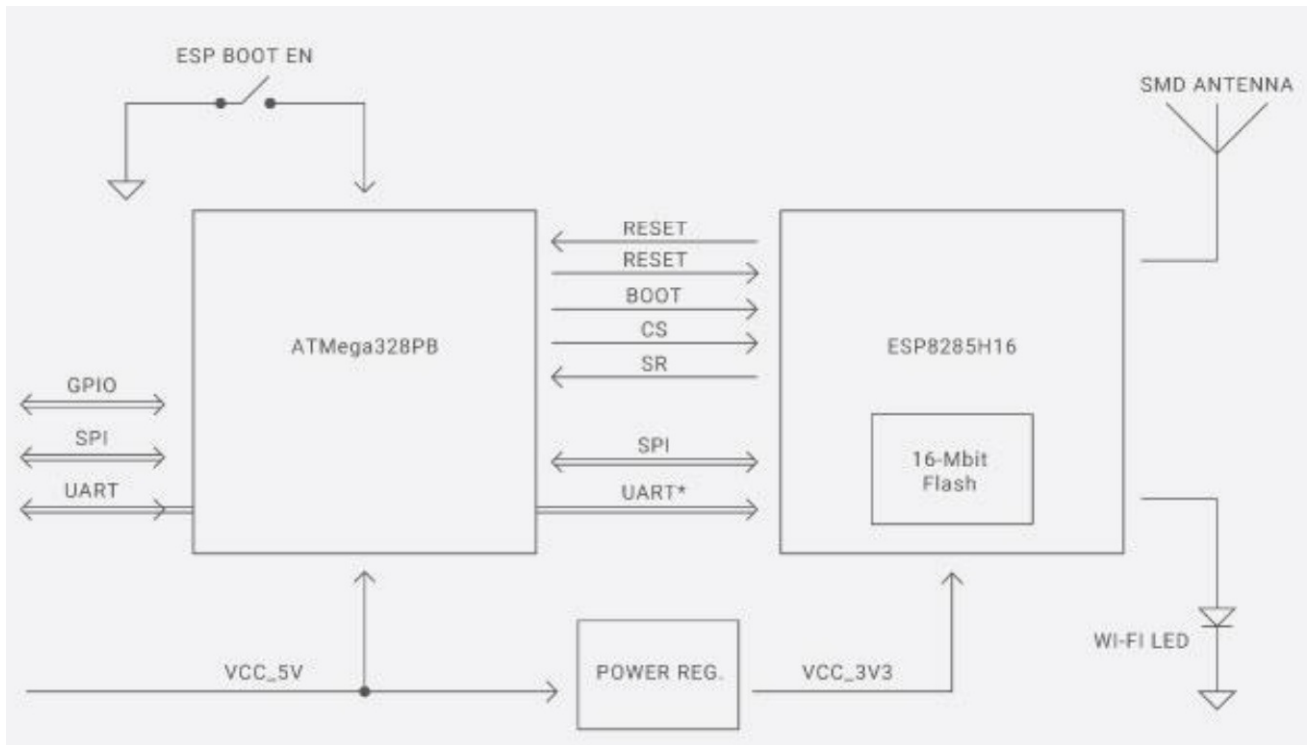 ESP BOOT EN
SMD ANTENNA
RESET
RESET
BOOT
CS
SR
ATMega328PB
ESP8285H16
GPIO
SPI
UART
SPI
UART*
16-Mbit
Flash
VCC_5V
POWER REG.
VCC_3V3
WI-FI LED